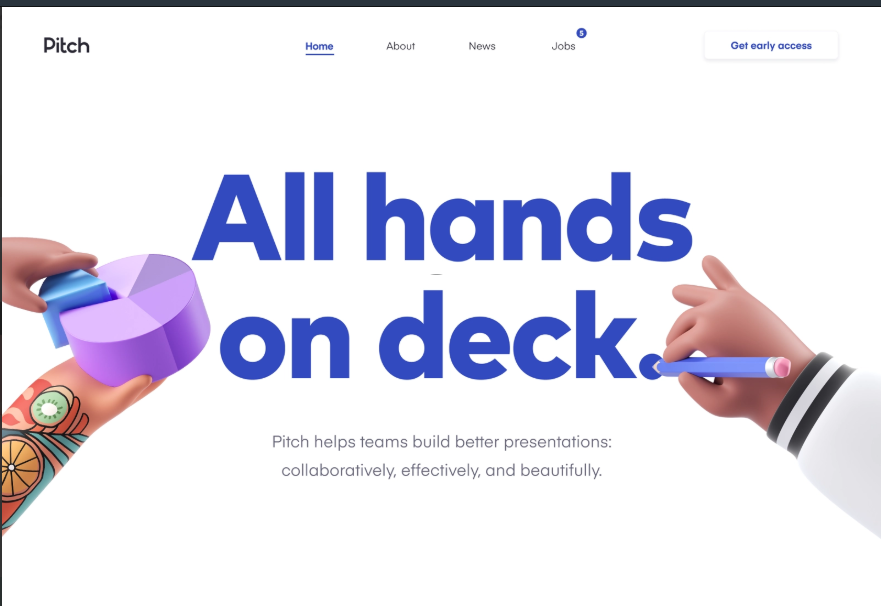 Pitch
Home About News Jobs 5
Get early access
All hands
on deck.
Pitch helps teams build better presentations:
collaboratively, effectively, and beautifully.